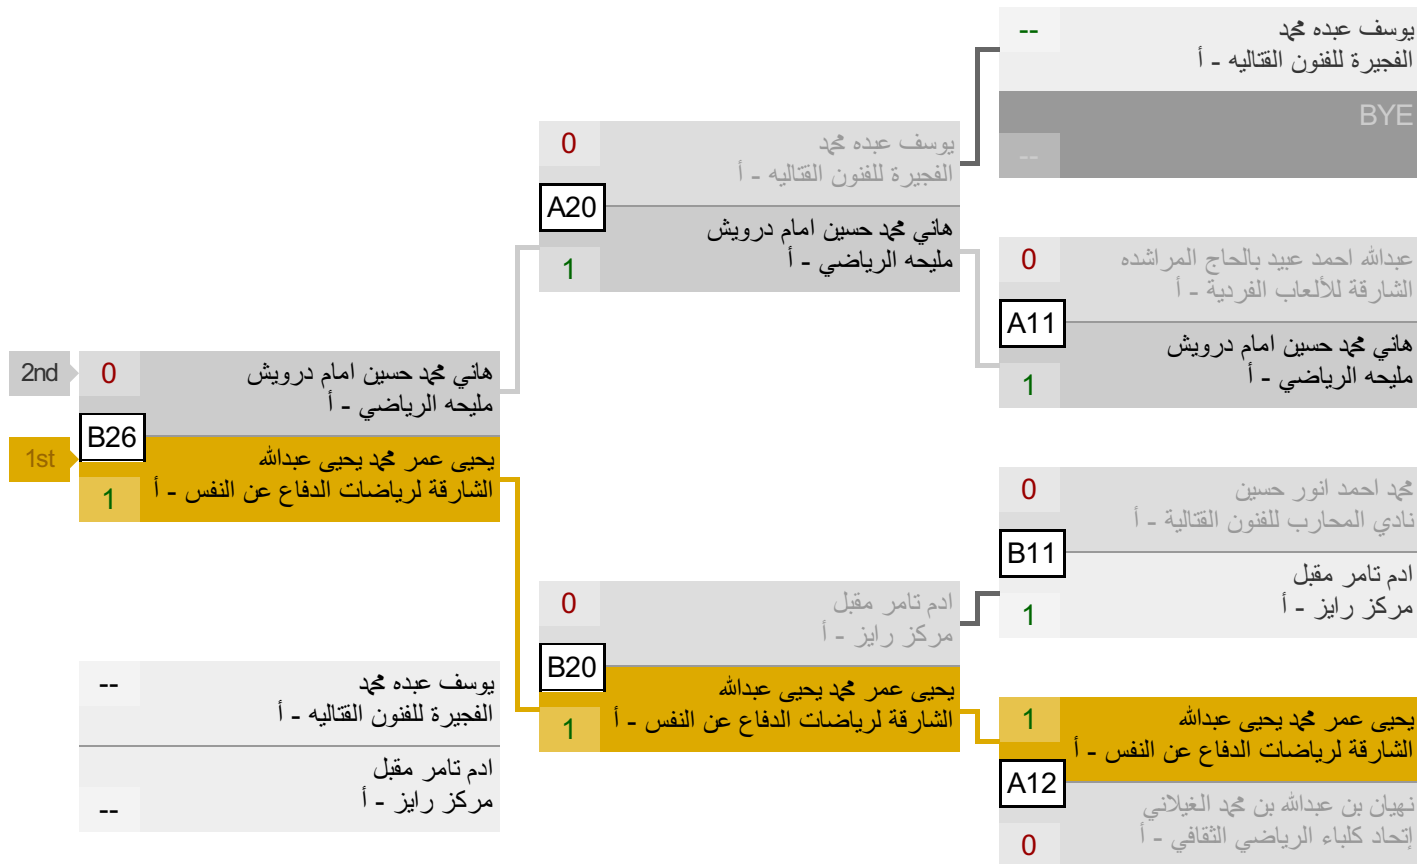 --
يوسف عبده محمد
الفجيرة للفنون القتاليه - أ
BYE
--
0
يوسف عبده محمد
الفجيرة للفنون القتاليه - أ
A20
هاني محمد حسين امام درويش
مليحه الرياضي - أ
1
0
عبدالله احمد عبيد بالحاج المراشده
الشارقة للألعاب الفردية - أ
A11
هاني محمد حسين امام درويش
مليحه الرياضي - أ
1
2nd
0
هاني محمد حسين امام درويش
مليحه الرياضي - أ
B26
1st
يحيى عمر محمد يحيى عبدالله
الشارقة لرياضات الدفاع عن النفس - أ
1
0
محمد احمد انور حسين
نادي المحارب للفنون القتالية - أ
B11
ادم تامر مقبل
مركز رايز - أ
1
0
ادم تامر مقبل
مركز رايز - أ
B20
يحيى عمر محمد يحيى عبدالله
الشارقة لرياضات الدفاع عن النفس - أ
1
--
يوسف عبده محمد
الفجيرة للفنون القتاليه - أ
ادم تامر مقبل
مركز رايز - أ
--
1
يحيى عمر محمد يحيى عبدالله
الشارقة لرياضات الدفاع عن النفس - أ
A12
نهيان بن عبدالله بن محمد الغيلاني
إتحاد كلباء الرياضي الثقافي - أ
0